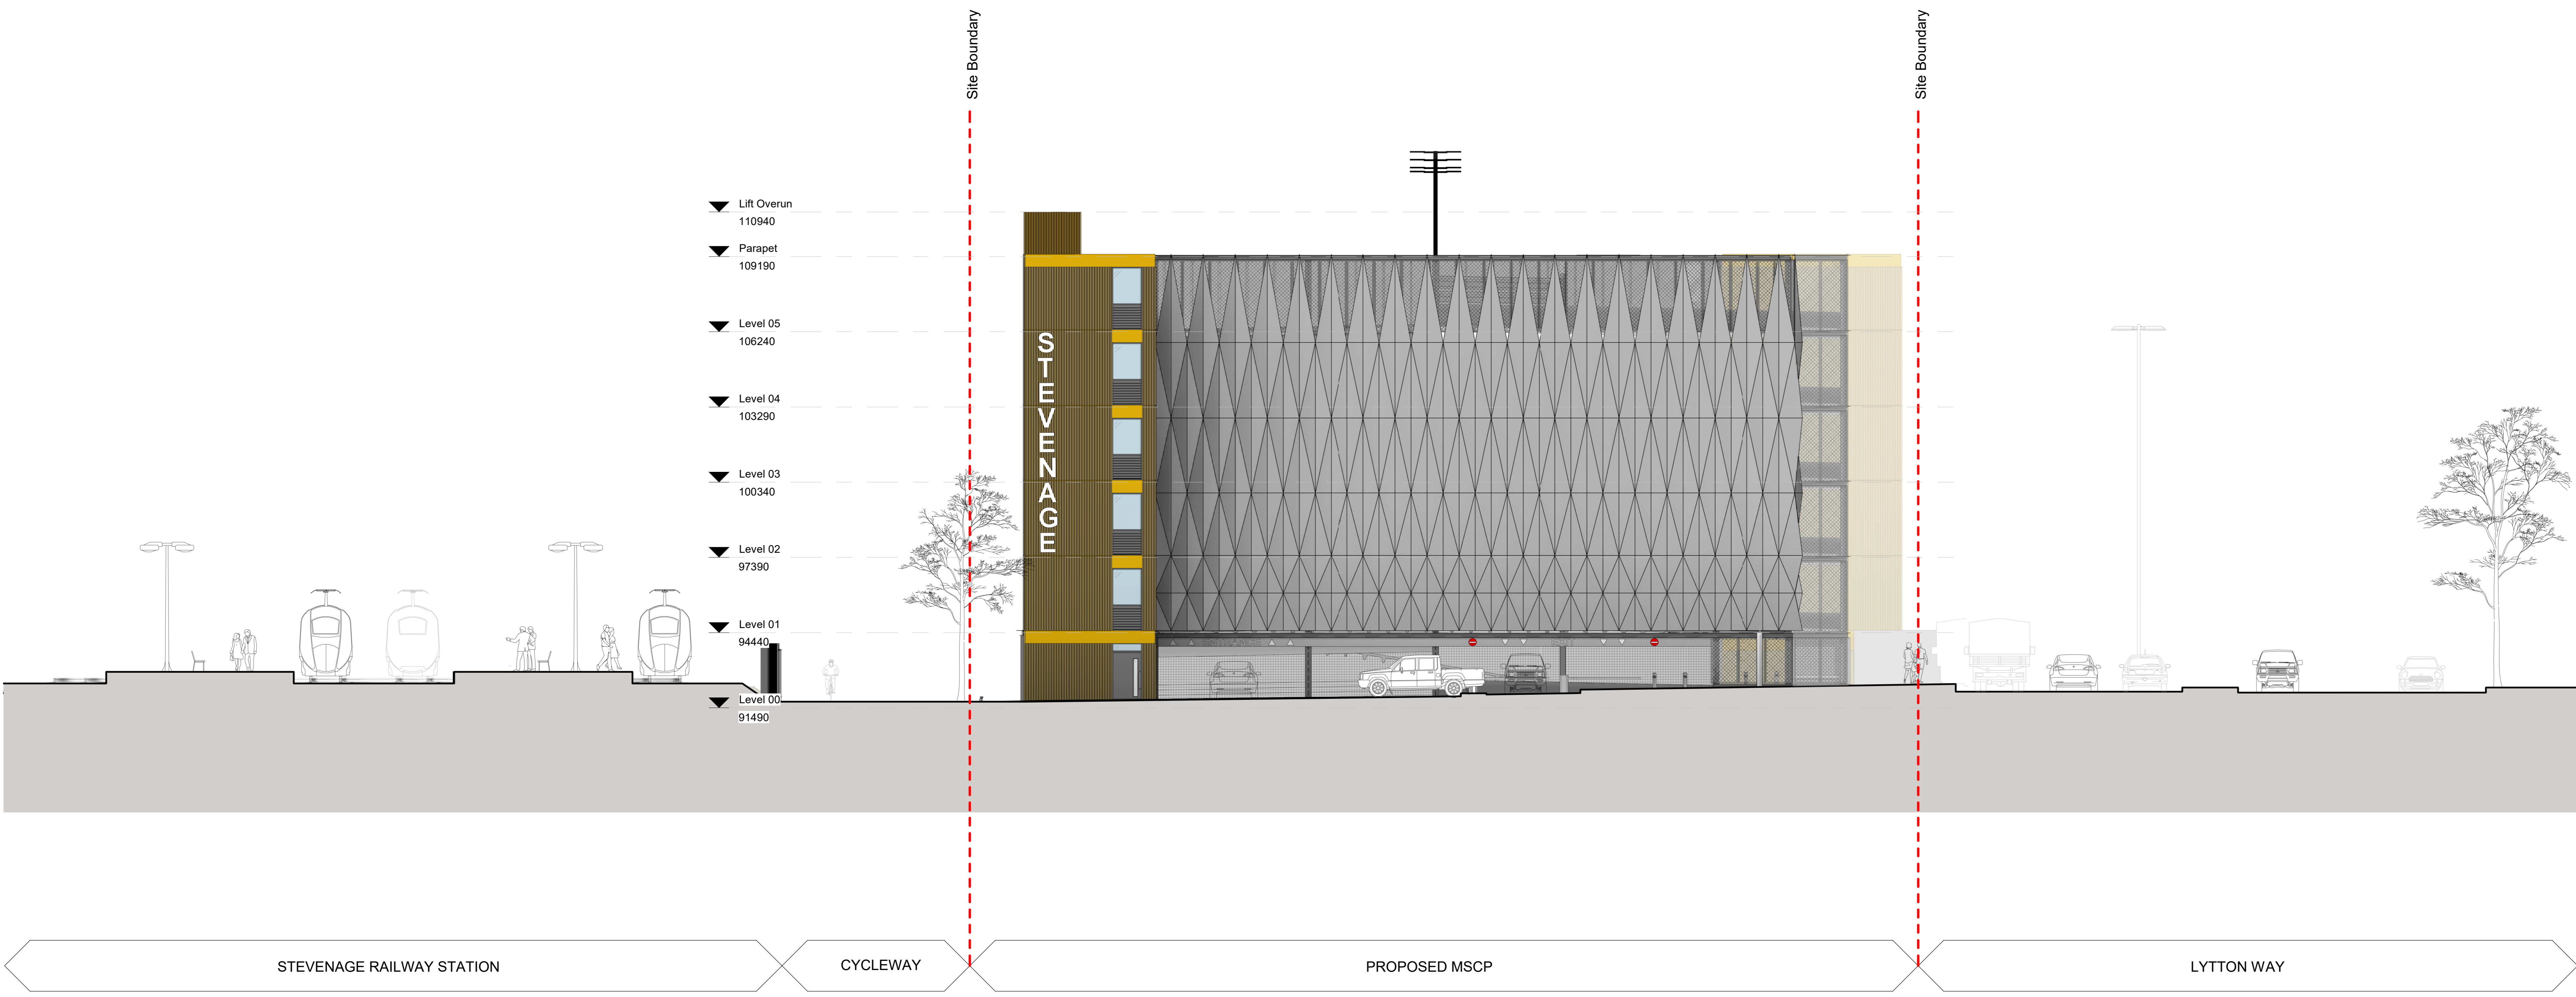 Site Boundary
Site Boundary
Lift Overun
110940
Parapet
109190
Level 05
106240
Level 04
103290
Level 03
100340
Level 02
97390
Level 01
94440
Level 00
91490
STEVENAGE
STEVENAGE RAILWAY STATION
CYCLEWAY
PROPOSED MSCP
LYTTON WAY